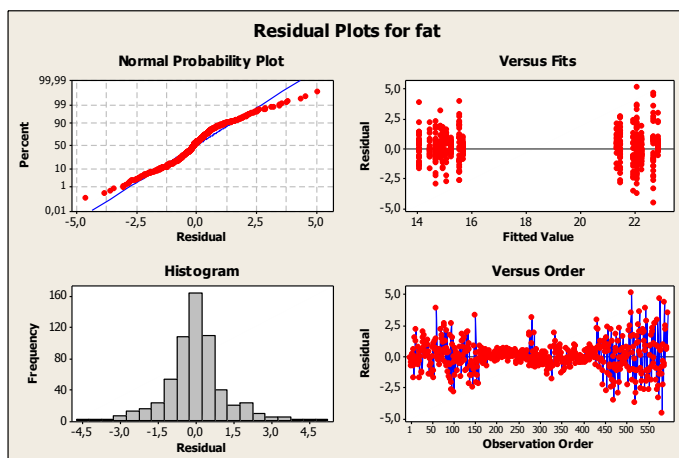 Residual Plots for fat
Normal Probability Plot
99,99
99
90
50
10
1
0,01
Percent
-5,0 -2,5 0,0 2,5 5,0
Residual
Versus Fits
5,0
2,5
0,0
-2,5
-5,0
Residual
14 16 18 20 22
Fitted Value
Histogram
160
120
80
40
0
Frequency
-4,5 -3,0 -1,5 0,0 1,5 3,0 4,5
Residual
Versus Order
5,0
2,5
0,0
-2,5
-5,0
Residual
1 50 100 150 200 250 300 350 400 450 500 550
Observation Order